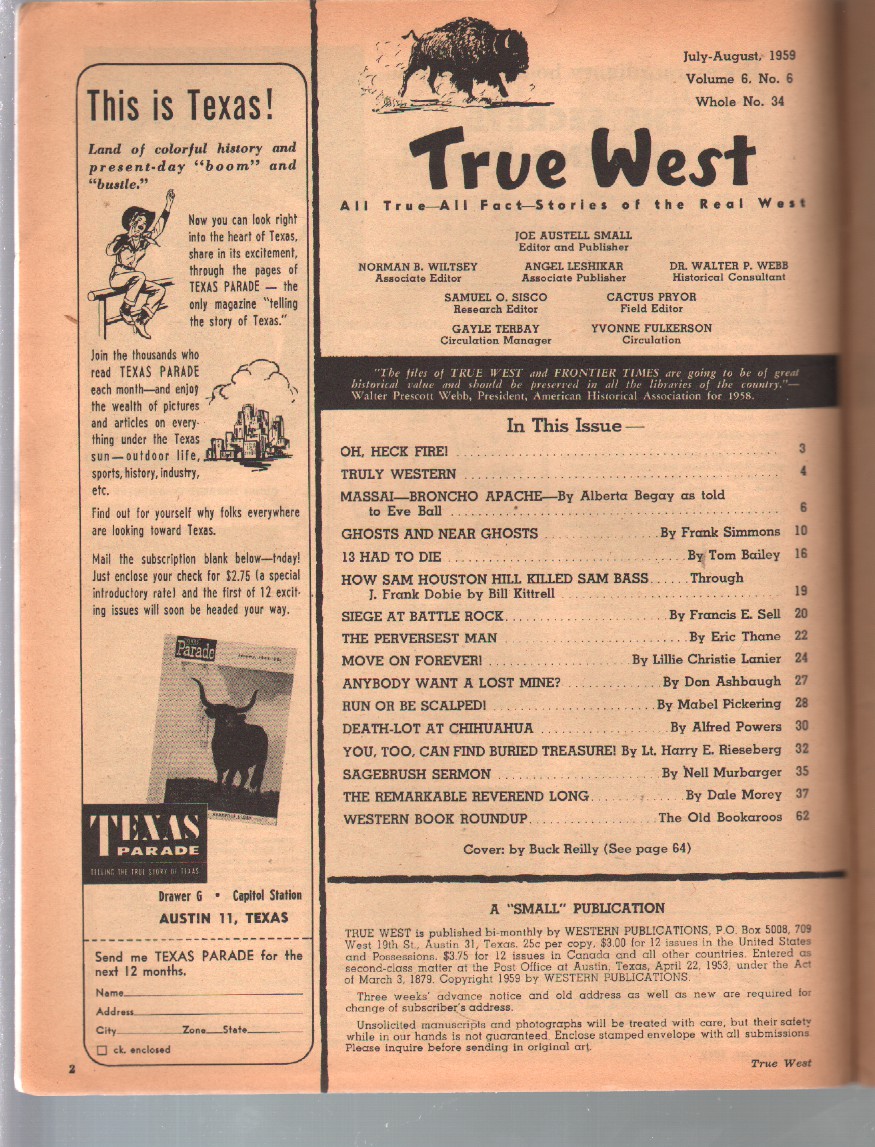 This is Texas!
Land of colorful history and
present-day "boom" and
"bustle."
Now you can look right
into the heart of Texas,
share in its excitement,
through the pages of
TEXAS PARADE — the
only magazine "telling
the story of Texas."
Join the thousands who
read TEXAS PARADE
each month—and enjoy
the wealth of pictures
and articles on every-
thing under the Texas
sun—outdoor life,
sports, history, industry,
etc.
Find out for yourself why folks everywhere
are looking toward Texas.
Mail the subscription blank below—today!
Just enclose your check for $2.75 (a special
introductory rate) and the first of 12 excit-
ing issues will soon be headed your way.
Parade
TEXAS
PARADE
TELLING THE TRUE STORY OF TEXAS
Drawer G • Capitol Station
AUSTIN 11, TEXAS
Send me TEXAS PARADE for the
next 12 months.
Name
Address
City Zone State
ck. enclosed
2
July-August, 1959
Volume 6, No. 6
Whole No. 34
True West
All True—All Fact—Stories of the Real West
JOE AUSTELL SMALL
Editor and Publisher
NORMAN B. WILTSEY ANGEL LESHIKAR DR. WALTER P. WEBB
Associate Editor Associate Publisher Historical Consultant
SAMUEL O. SISCO CACTUS PRYOR
Research Editor Field Editor
GAYLE TERBAY YVONNE FULKERSON
Circulation Manager Circulation
"The files of TRUE WEST and FRONTIER TIMES are going to be of great
historical value and should be preserved in all the libraries of the country."—
Walter Prescott Webb, President, American Historical Association for 1958.
In This Issue—
OH, HECK FIRE! 3
TRULY WESTERN 4
MASSAI—BRONCHO APACHE—By Alberta Begay as told
to Eve Ball 6
GHOSTS AND NEAR GHOSTS By Frank Simmons 10
13 HAD TO DIE By Tom Bailey 16
HOW SAM HOUSTON HILL KILLED SAM BASS Through
J. Frank Dobie by Bill Kittrell 19
SIEGE AT BATTLE ROCK By Francis E. Sell 20
THE PERVERSEST MAN By Eric Thane 22
MOVE ON FOREVER! By Lillie Christie Lanier 24
ANYBODY WANT A LOST MINE? By Don Ashbaugh 27
RUN OR BE SCALPED! By Mabel Pickering 28
DEATH-LOT AT CHIHUAHUA By Alfred Powers 30
YOU, TOO, CAN FIND BURIED TREASURE! By Lt. Harry E. Rieseberg 32
SAGEBRUSH SERMON By Nell Murbarger 35
THE REMARKABLE REVEREND LONG By Dale Morey 37
WESTERN BOOK ROUNDUP The Old Bookaroos 62
Cover: by Buck Reilly (See page 64)
A "SMALL" PUBLICATION
TRUE WEST is published bi-monthly by WESTERN PUBLICATIONS, P.O. Box 5008, 709
West 19th St., Austin 31, Texas. 25c per copy, $3.00 for 12 issues in the United States
and Possessions. $3.75 for 12 issues in Canada and all other countries. Entered as
second-class matter at the Post Office at Austin, Texas, April 22, 1953, under the Act
of March 3, 1879. Copyright 1959 by WESTERN PUBLICATIONS.
Three weeks' advance notice and old address as well as new are required for
change of subscriber's address.
Unsolicited manuscripts and photographs will be treated with care, but their safety
while in our hands is not guaranteed. Enclose stamped envelope with all submissions.
Please inquire before sending in original art.
True West